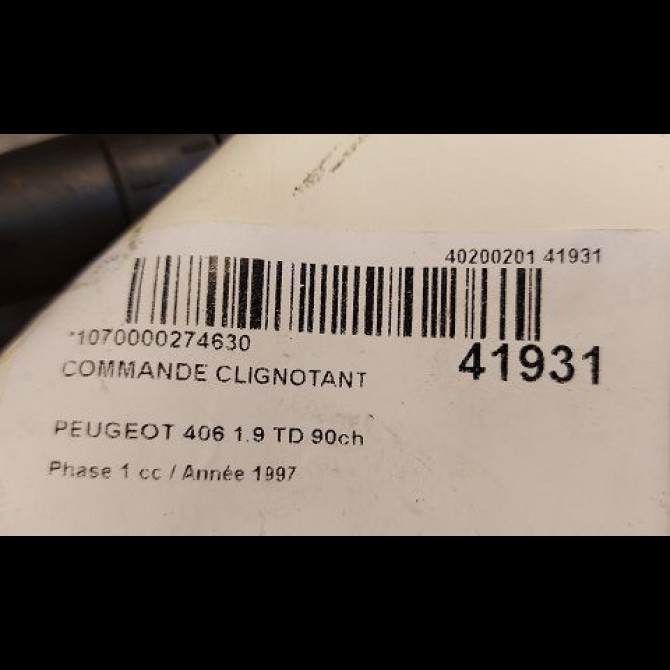 40200201 41931
*1070000274630
41931
COMMANDE CLIGNOTANT
PEUGEOT 406 1.9 TD 90ch
Phase 1 cc / Année 1997